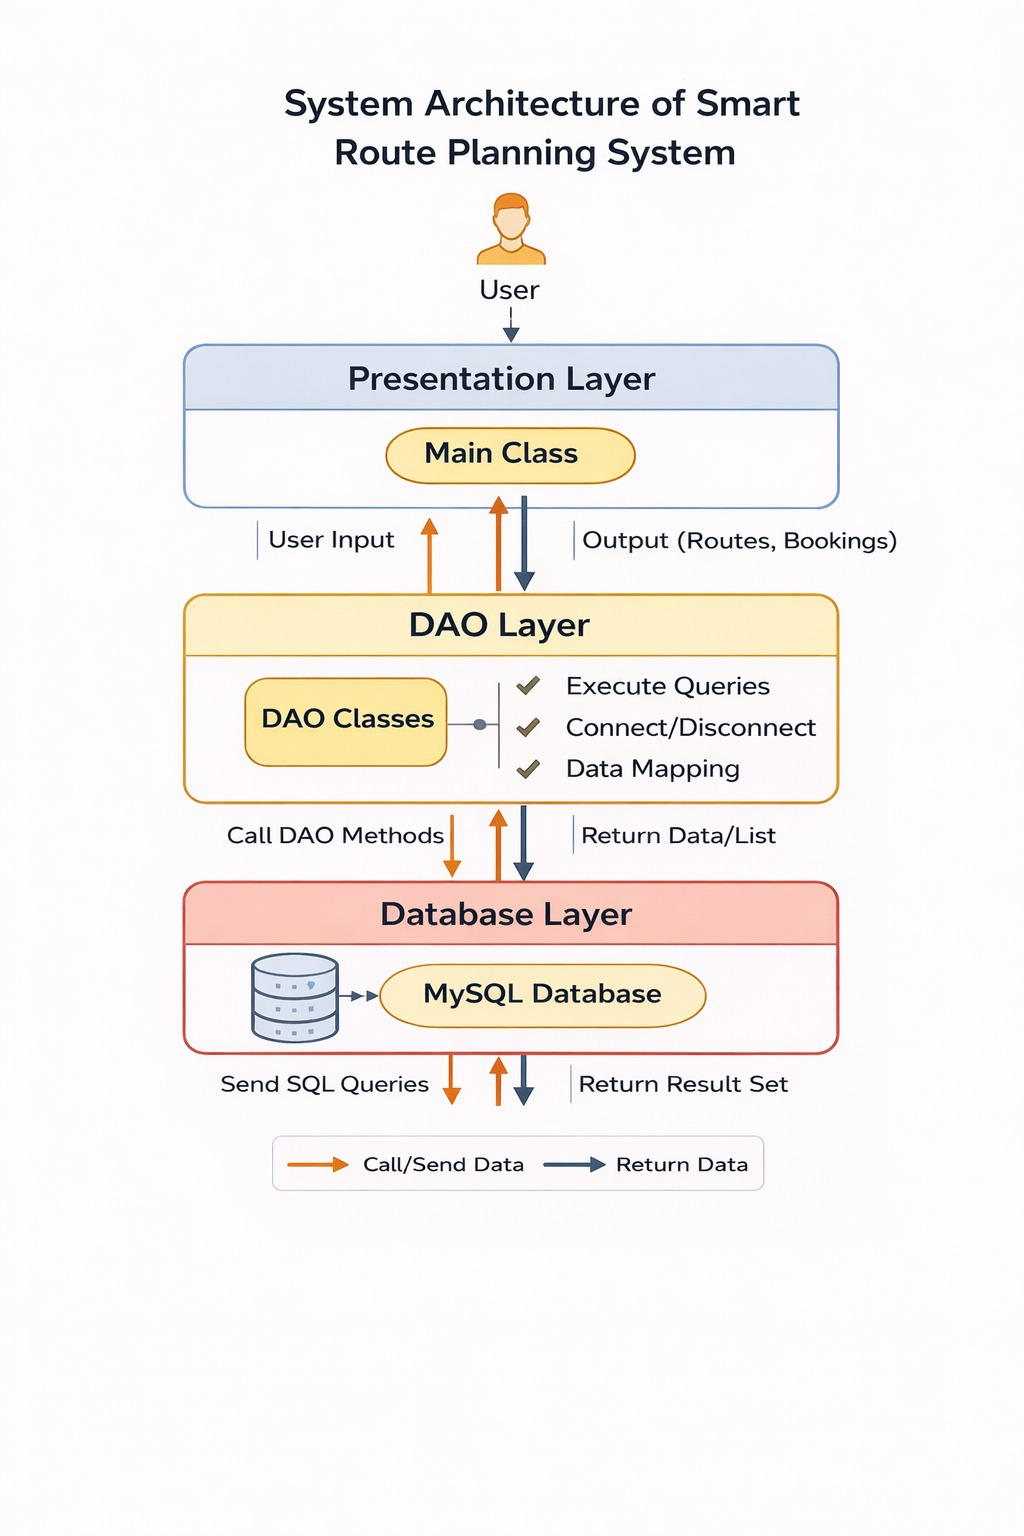 System Architecture of Smart
Route Planning System
User
Presentation Layer
Main Class
User Input
Output (Routes, Bookings)
DAO Layer
DAO Classes
Execute Queries
Connect/Disconnect
Data Mapping
Call DAO Methods
Return Data/List
Database Layer
MySQL Database
Send SQL Queries
Return Result Set
Call/Send Data
Return Data